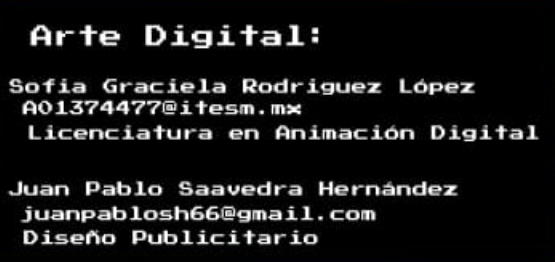 Arte Digital:
Sofia Graciela Rodriguez López
A01374477@itesm.mx
Licenciatura en Animación Digital
Juan Pablo Saavedra Hernández
juanpablosh66@gmail.com
Diseño Publicitario